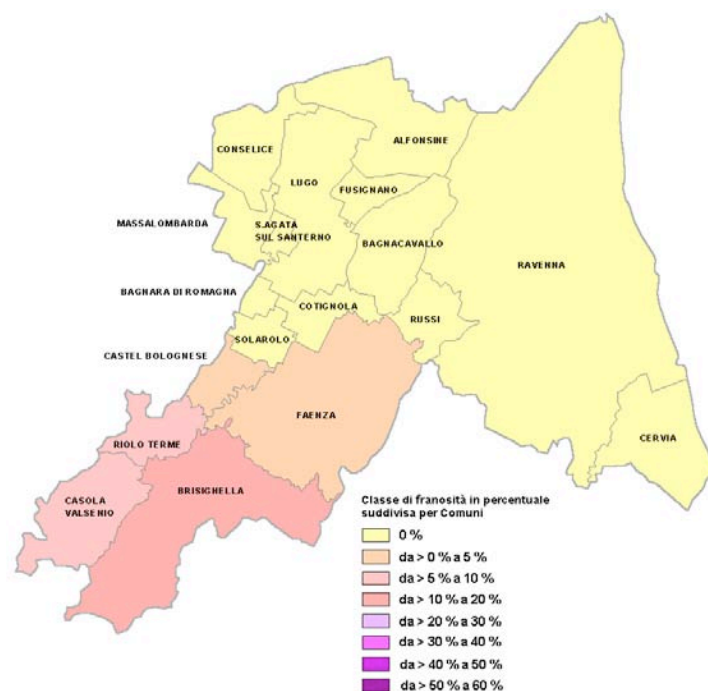 ALFONSINE
CONSELICE
LUGO
FUSIGNANO
MASSALOMBARDA
S.AGATA
SUL SANTERNO
BAGNACAVALLO
RAVENNA
BAGNARA DI ROMAGNA
COTIGNOLA
RUSSI
SOLAROLO
CASTEL BOLOGNESE
FAENZA
CERVIA
RIOLO TERME
BRISIGHELLA
CASOLA
VALSENIO
Classe di franosità in percentuale
suddivisa per Comuni
0 %
da > 0 % a 5 %
da > 5 % a 10 %
da > 10 % a 20 %
da > 20 % a 30 %
da > 30 % a 40 %
da > 40 % a 50 %
da > 50 % a 60 %